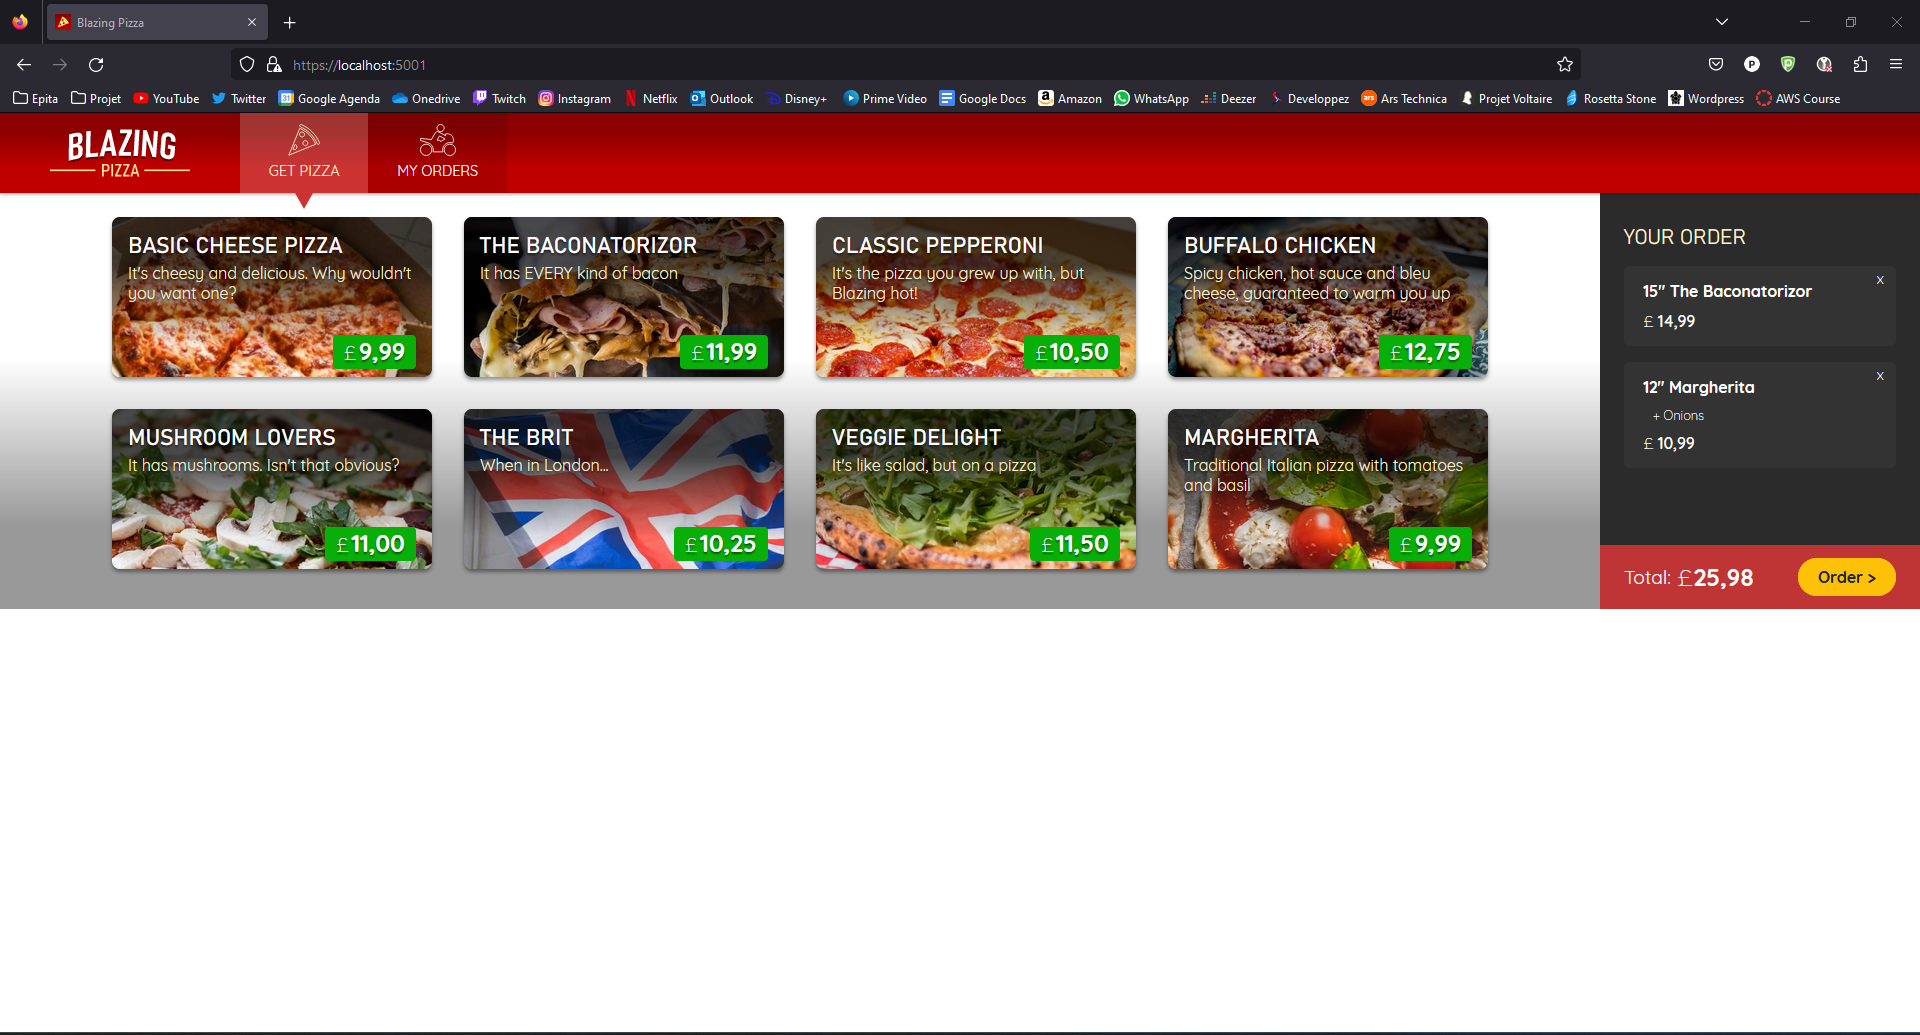 Blazing Pizza
https://localhost:5001
Epita Projet YouTube Twitter Google Agenda Onedrive Twitch Instagram Netflix Outlook Disney+ Prime Video Google Docs Amazon WhatsApp Deezer Developpez Ars Technica Projet Voltaire Rosetta Stone Wordpress AWS Course
BLAZING
PIZZA
GET PIZZA
MY ORDERS
BASIC CHEESE PIZZA
It's cheesy and delicious. Why wouldn't
you want one?
£ 9,99
THE BACONATORIZOR
It has EVERY kind of bacon
£ 11,99
CLASSIC PEPPERONI
It's the pizza you grew up with, but
Blazing hot!
£ 10,50
BUFFALO CHICKEN
Spicy chicken, hot sauce and bleu
cheese, guaranteed to warm you up
£ 12,75
MUSHROOM LOVERS
It has mushrooms. Isn't that obvious?
£ 11,00
THE BRIT
When in London...
£ 10,25
VEGGIE DELIGHT
It's like salad, but on a pizza
£ 11,50
MARGHERITA
Traditional Italian pizza with tomatoes
and basil
£ 9,99
YOUR ORDER
x
15" The Baconatorizor
£ 14,99
x
12" Margherita
+ Onions
£ 10,99
Total: £25,98
Order >